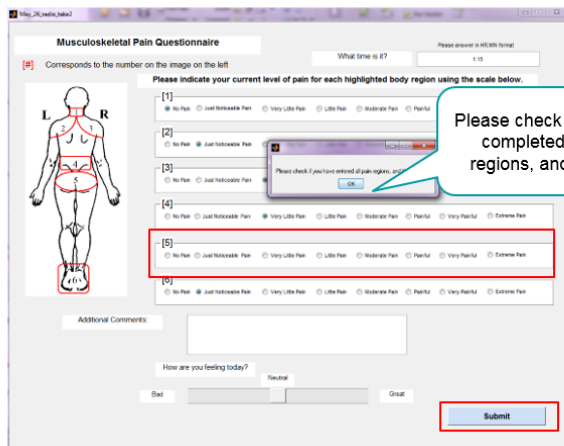 May_26_radio_take2
Musculoskeletal Pain Questionnaire
What time is it?
Please answer in HR:MN format
1:15
[#] Corresponds to the number on the image on the left
Please indicate your current level of pain for each highlighted body region using the scale below.
L R
1
2 3
4
5
6
[1]
No Pain Just Noticeable Pain Very Little Pain Little Pain Moderate Pain Painful
[2]
No Pain Just Noticeable Pain
[3]
No Pain Just Noticeable Pain
Please check if you have entered all pain regions, and
OK
Please check
completed
regions, and
[4]
No Pain Just Noticeable Pain Very Little Pain Little Pain Moderate Pain Painful Very Painful Extreme Pain
[5]
No Pain Just Noticeable Pain Very Little Pain Little Pain Moderate Pain Painful Very Painful Extreme Pain
[6]
No Pain Just Noticeable Pain Very Little Pain Little Pain Moderate Pain Painful Very Painful Extreme Pain
Additional Comments:
How are you feeling today?
Neutral
Bad Great
Submit